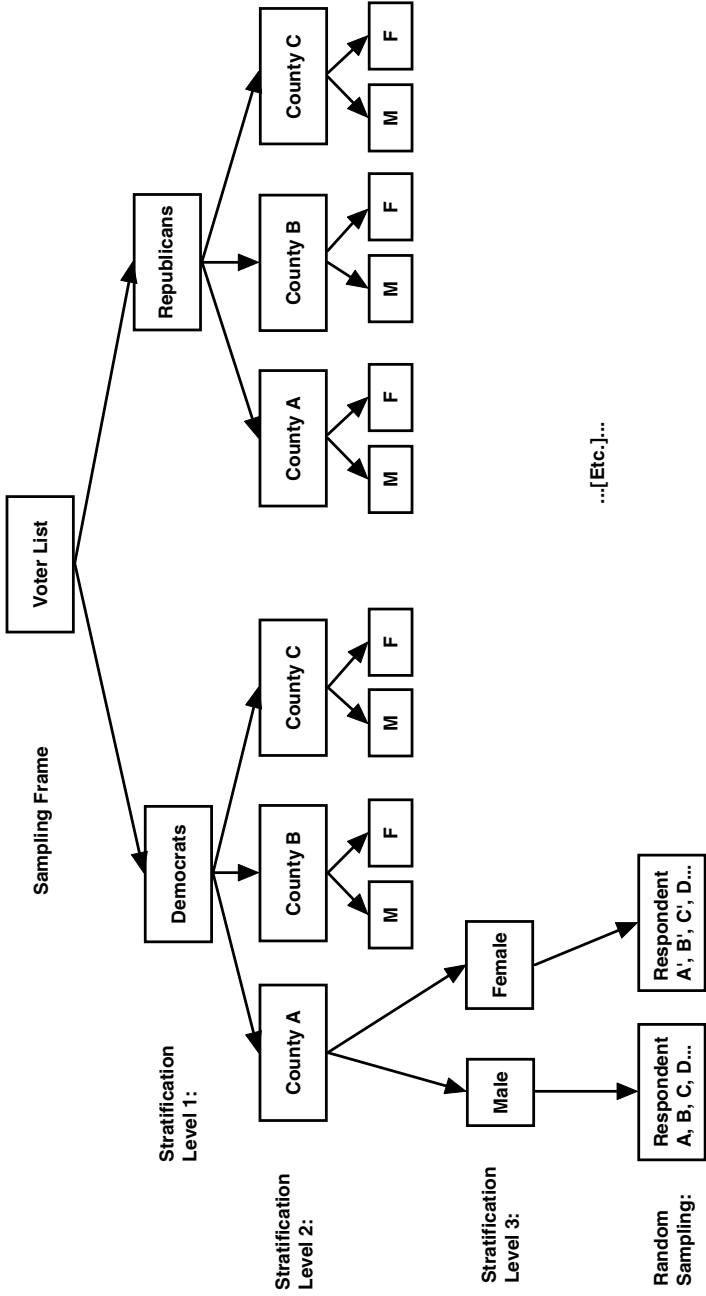 Voter List
Sampling Frame
Democrats
Republicans
Stratification
Level 1:
County A
County B
County C
County A
County B
County C
Stratification
Level 2:
M
F
M
F
M
F
M
F
M
F
Male
Female
Stratification
Level 3:
...[Etc.]...
Respondent
A, B, C, D...
Respondent
A', B', C', D...
Random
Sampling: